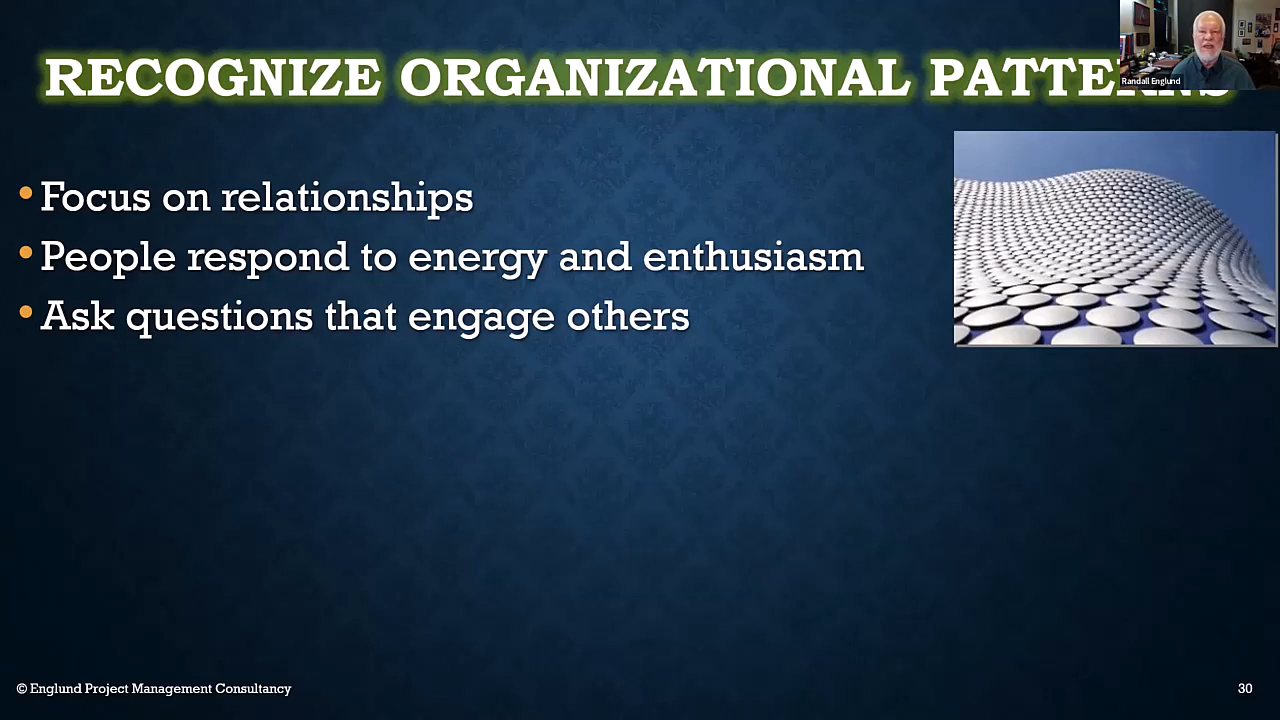 RECOGNIZE ORGANIZATIONAL PATTERNS
Randall Englund
• Focus on relationships
• People respond to energy and enthusiasm
• Ask questions that engage others
© Englund Project Management Consultancy
30